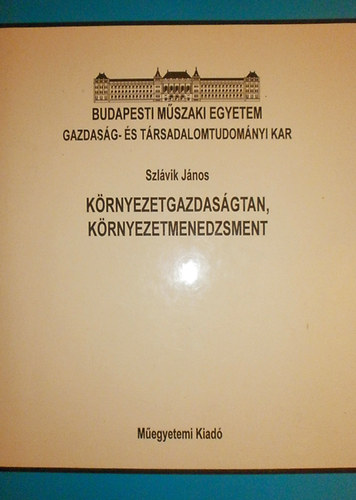 BUDAPESTI MŰSZAKI EGYETEM
GAZDASÁG- ÉS TÁRSADALOMTUDOMÁNYI KAR
Szlávik János
KÖRNYEZETGAZDASÁGTAN,
KÖRNYEZETMENEDZSMENT
Műegyetemi Kiadó